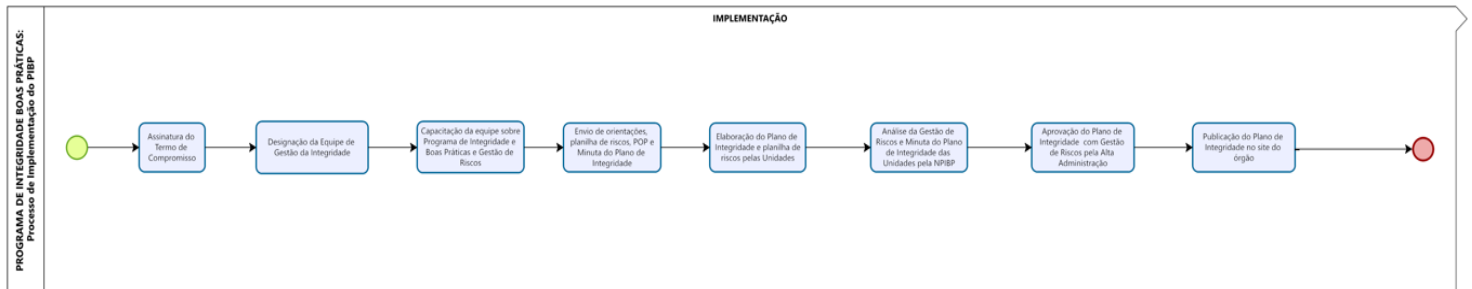 PROGRAMA DE INTEGRIDADE BOAS PRÁTICAS:
Processo de Implementação do PIBP
IMPLEMENTAÇÃO
Assinatura do
Termo de
Compromisso
Designação da Equipe de
Gestão da Integridade
Capacitação da equipe sobre
Programa de Integridade e
Boas Práticas e Gestão de
Riscos
Envio de orientações,
planilha de riscos, POP e
Minuta do Plano de
Integridade
Elaboração do Plano de
Integridade e planilha de
riscos pelas Unidades
Análise da Gestão de
Riscos e Minuta do Plano
de Integridade das
Unidades pela NPIBP
Aprovação do Plano de
Integridade com Gestão
de Riscos pela Alta
Administração
Publicação do Plano de
Integridade no site do
órgão